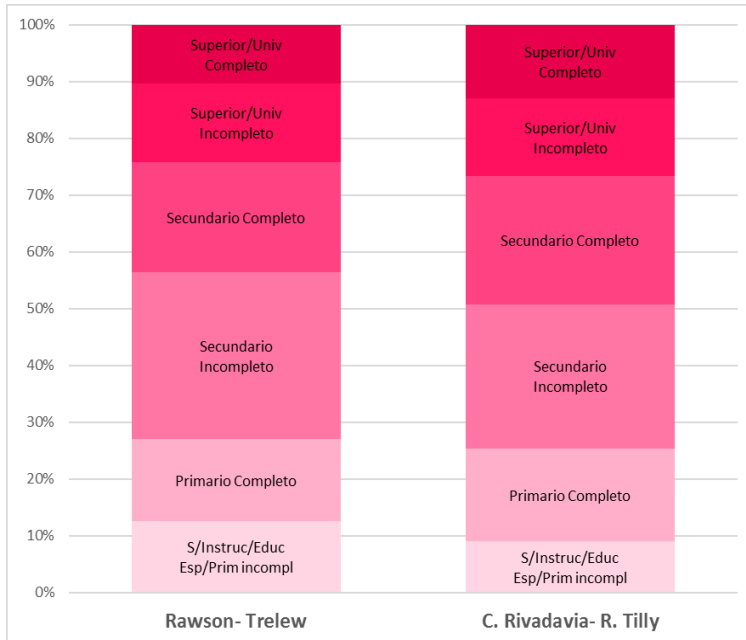 100%
90%
80%
70%
60%
50%
40%
30%
20%
10%
0%
Superior/Univ
Completo
Superior/Univ
Incompleto
Secundario Completo
Secundario
Incompleto
Primario Completo
S/Instruc/Educ
Esp/Prim incompl
Superior/Univ
Completo
Superior/Univ
Incompleto
Secundario Completo
Secundario
Incompleto
Primario Completo
S/Instruc/Educ
Esp/Prim incompl
Rawson- Trelew
C. Rivadavia- R. Tilly